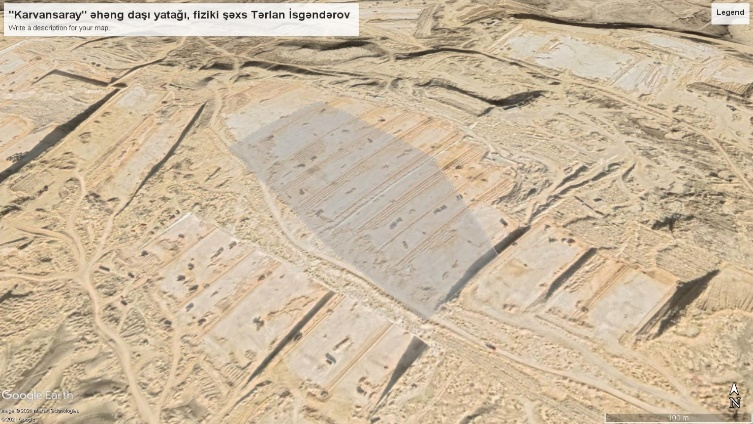 "Karvansaray" əhəng daşı yatağı, fiziki şəxs Tərlan İsgəndərov
Write a description for your map.
Legend
Google Earth
N
100 m